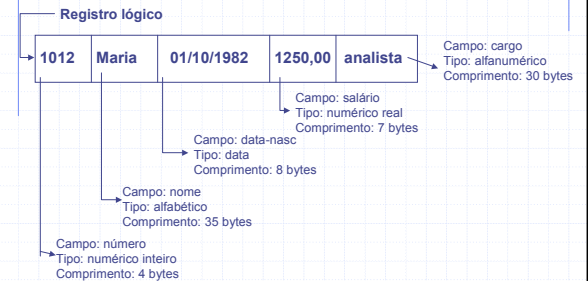 Registro lógico
1012 Maria 01/10/1982 1250,00 analista
Campo: cargo
Tipo: alfanumérico
Comprimento: 30 bytes
Campo: salário
Tipo: numérico real
Comprimento: 7 bytes
Campo: data-nasc
Tipo: data
Comprimento: 8 bytes
Campo: nome
Tipo: alfabético
Comprimento: 35 bytes
Campo: número
Tipo: numérico inteiro
Comprimento: 4 bytes